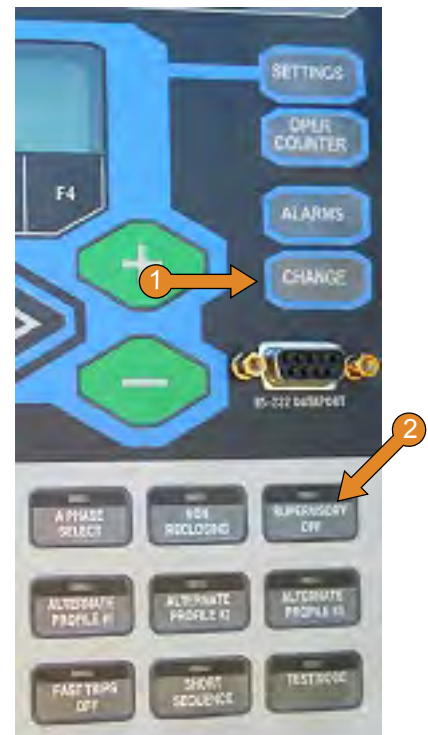 SETTINGS
OPER
COUNTER
F4
ALARMS
1
CHANGE
RS-232 DATAPORT
2
A PHASE
SELECT
NON
RECLOSING
SUPERVISORY
OFF
ALTERNATE
PROFILE #1
ALTERNATE
PROFILE #2
ALTERNATE
PROFILE #3
FAST TRIPS
OFF
SHORT
SEQUENCE
TEST MODE